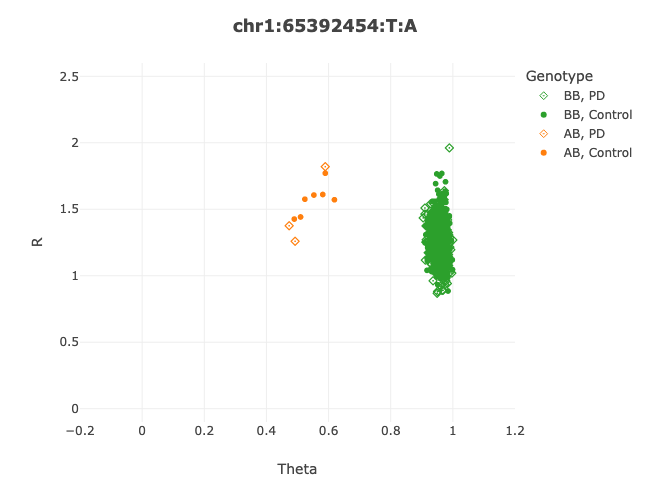 chr1:65392454:T:A
Genotype
BB, PD
BB, Control
AB, PD
AB, Control
2.5
2
1.5
1
0.5
0
R
−0.2 0 0.2 0.4 0.6 0.8 1 1.2
Theta